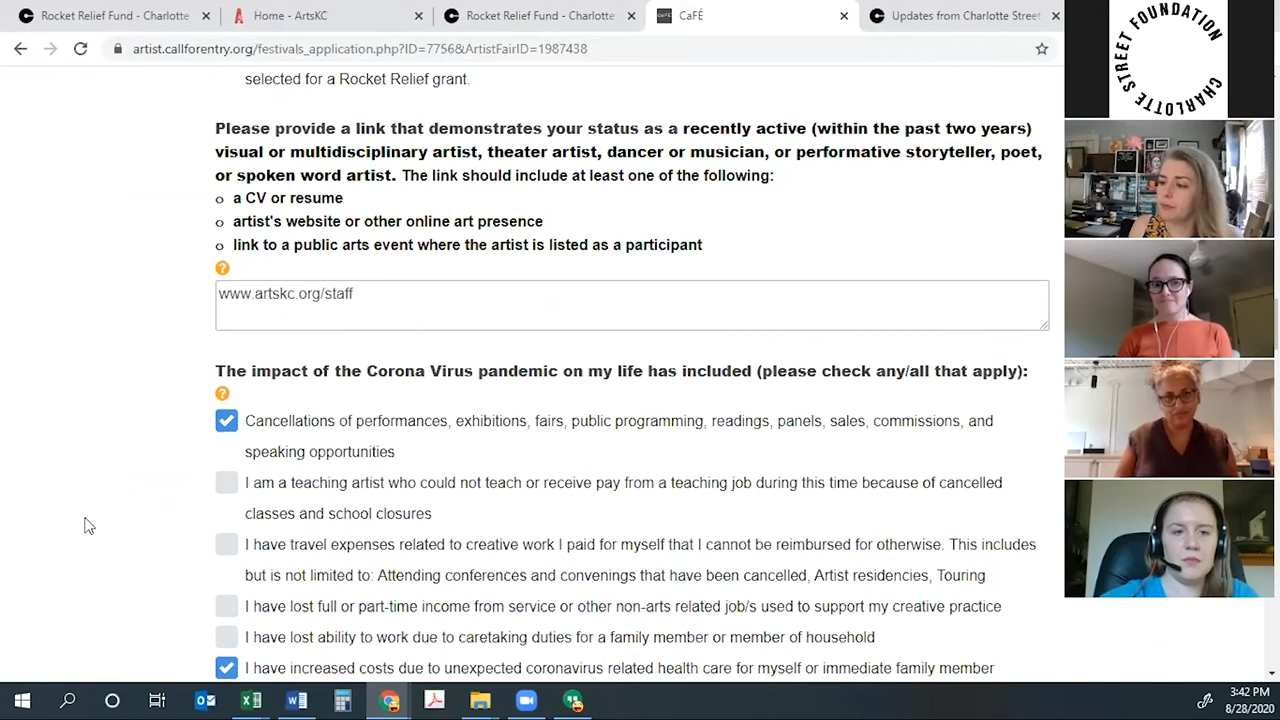 Rocket Relief Fund - Charlotte
Home - ArtsKC
Rocket Relief Fund - Charlotte
CaFÉ
Updates from Charlotte Street
artist.callforentry.org/festivals_application.php?ID=7756&ArtistFairID=1987438
CHARLOTTE STREET FOUNDATION
selected for a Rocket Relief grant.
Please provide a link that demonstrates your status as a recently active (within the past two years)
visual or multidisciplinary artist, theater artist, dancer or musician, or performative storyteller, poet,
or spoken word artist. The link should include at least one of the following:
o a CV or resume
o artist's website or other online art presence
o link to a public arts event where the artist is listed as a participant
?
www.artskc.org/staff
The impact of the Corona Virus pandemic on my life has included (please check any/all that apply):
?
Cancellations of performances, exhibitions, fairs, public programming, readings, panels, sales, commissions, and
speaking opportunities
I am a teaching artist who could not teach or receive pay from a teaching job during this time because of cancelled
classes and school closures
I have travel expenses related to creative work I paid for myself that I cannot be reimbursed for otherwise. This includes
but is not limited to: Attending conferences and convenings that have been cancelled, Artist residencies, Touring
I have lost full or part-time income from service or other non-arts related job/s used to support my creative practice
I have lost ability to work due to caretaking duties for a family member or member of household
I have increased costs due to unexpected coronavirus related health care for myself or immediate family member
3:42 PM
8/28/2020